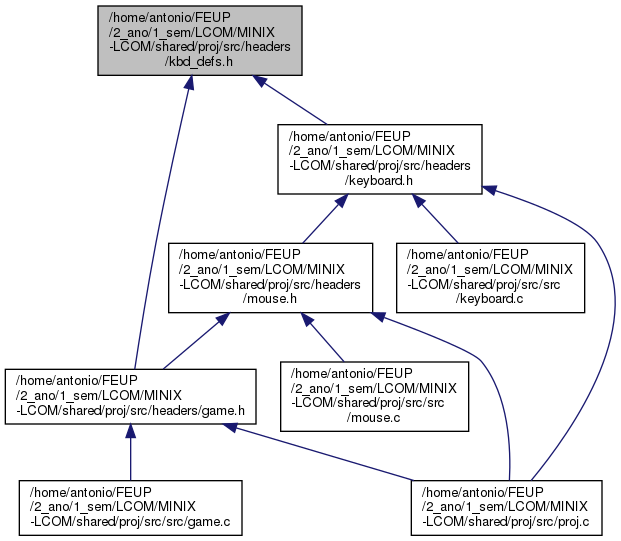 /home/antonio/FEUP
/2_ano/1_sem/LCOM/MINIX
-LCOM/shared/proj/src/headers
/kbd_defs.h
/home/antonio/FEUP
/2_ano/1_sem/LCOM/MINIX
-LCOM/shared/proj/src/headers
/keyboard.h
/home/antonio/FEUP
/2_ano/1_sem/LCOM/MINIX
-LCOM/shared/proj/src/headers
/mouse.h
/home/antonio/FEUP
/2_ano/1_sem/LCOM/MINIX
-LCOM/shared/proj/src/src
/keyboard.c
/home/antonio/FEUP
/2_ano/1_sem/LCOM/MINIX
-LCOM/shared/proj/src/headers/game.h
/home/antonio/FEUP
/2_ano/1_sem/LCOM/MINIX
-LCOM/shared/proj/src/src
/mouse.c
/home/antonio/FEUP
/2_ano/1_sem/LCOM/MINIX
-LCOM/shared/proj/src/src/game.c
/home/antonio/FEUP
/2_ano/1_sem/LCOM/MINIX
-LCOM/shared/proj/src/proj.c